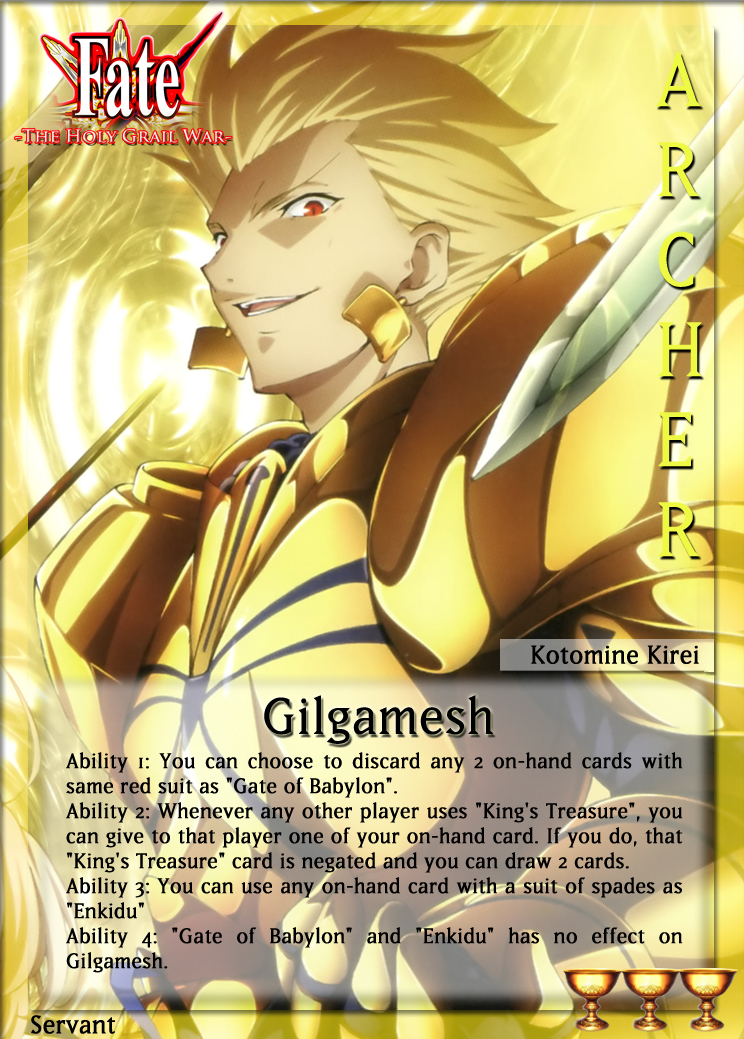 Fate
-THE HOLY GRAIL WAR-
ARCHER
Kotomine Kirei
Gilgamesh
Ability 1: You can choose to discard any 2 on-hand cards with
same red suit as "Gate of Babylon".
Ability 2: Whenever any other player uses "King's Treasure", you
can give to that player one of your on-hand card. If you do, that
"King's Treasure" card is negated and you can draw 2 cards.
Ability 3: You can use any on-hand card with a suit of spades as
"Enkidu"
Ability 4: "Gate of Babylon" and "Enkidu" has no effect on
Gilgamesh.
Servant